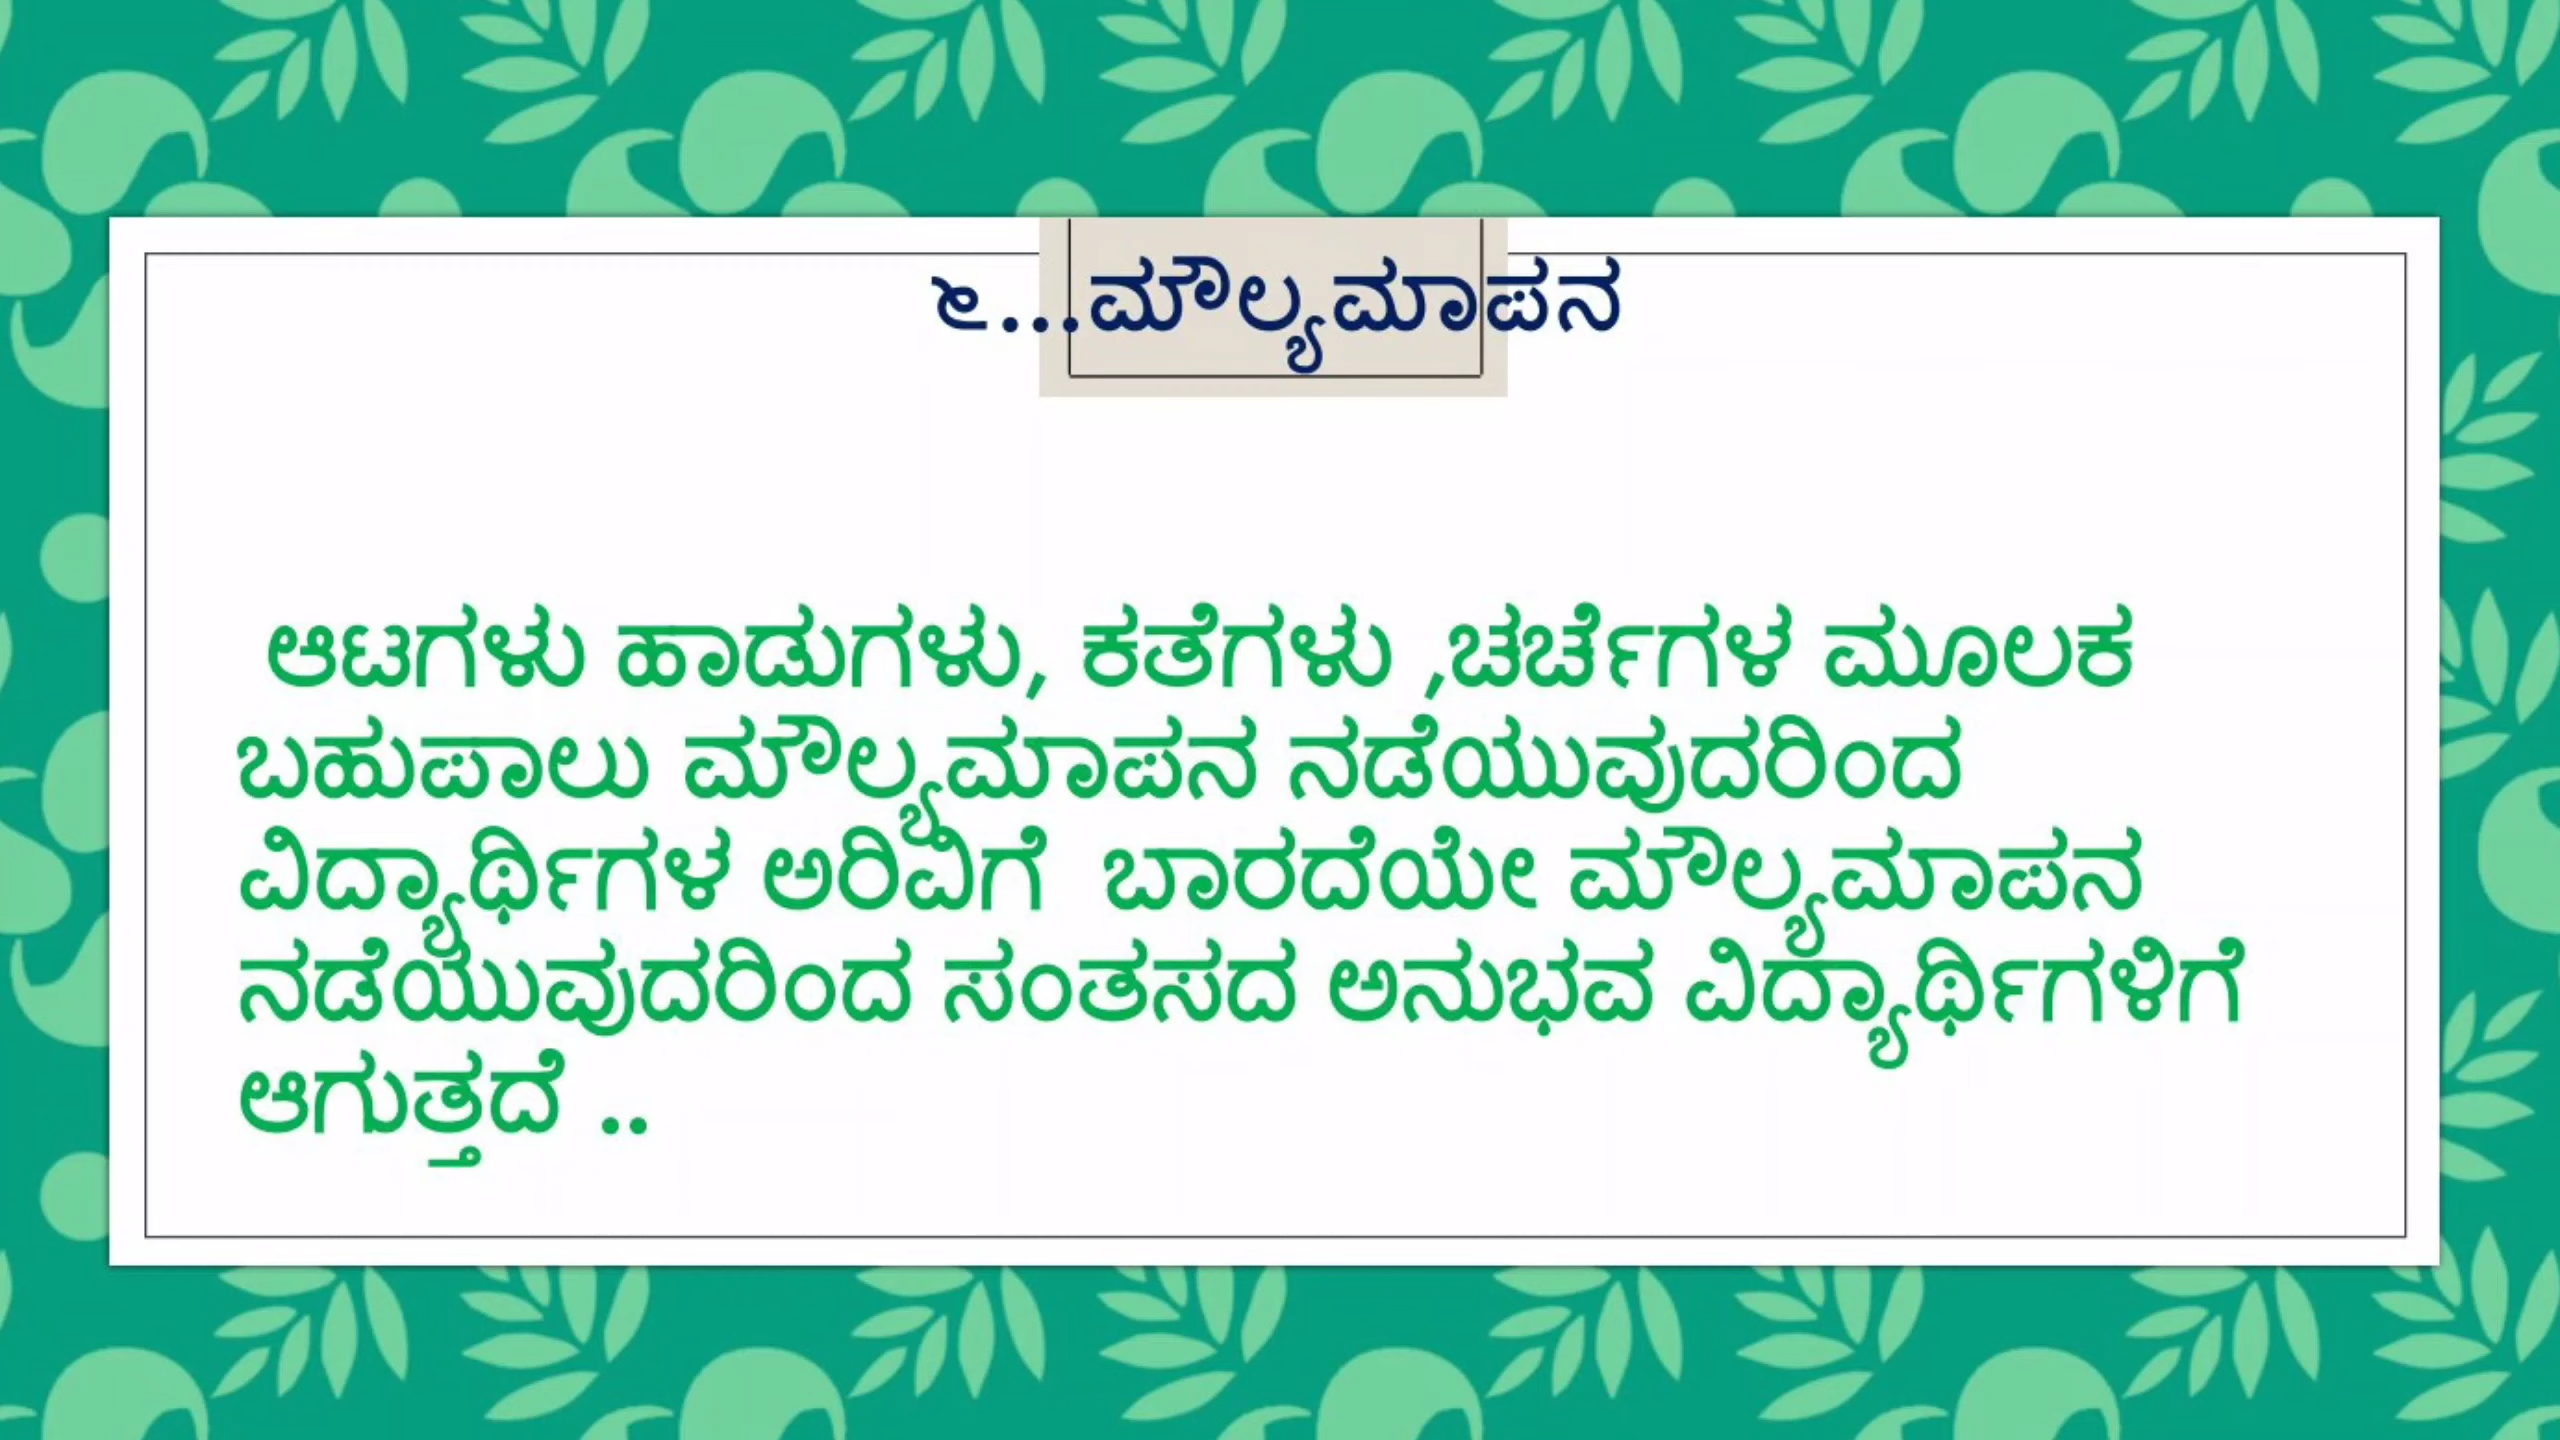 ೬...ಮೌಲ್ಯಮಾಪನ
ಆಟಗಳು ಹಾಡುಗಳು, ಕತೆಗಳು ,ಚರ್ಚೆಗಳ ಮೂಲಕ
ಬಹುಪಾಲು ಮೌಲ್ಯಮಾಪನ ನಡೆಯುವುದರಿಂದ
ವಿದ್ಯಾರ್ಥಿಗಳ ಅರಿವಿಗೆ  ಬಾರದೆಯೇ ಮೌಲ್ಯಮಾಪನ
ನಡೆಯುವುದರಿಂದ ಸಂತಸದ ಅನುಭವ ವಿದ್ಯಾರ್ಥಿಗಳಿಗೆ
ಆಗುತ್ತದೆ ..